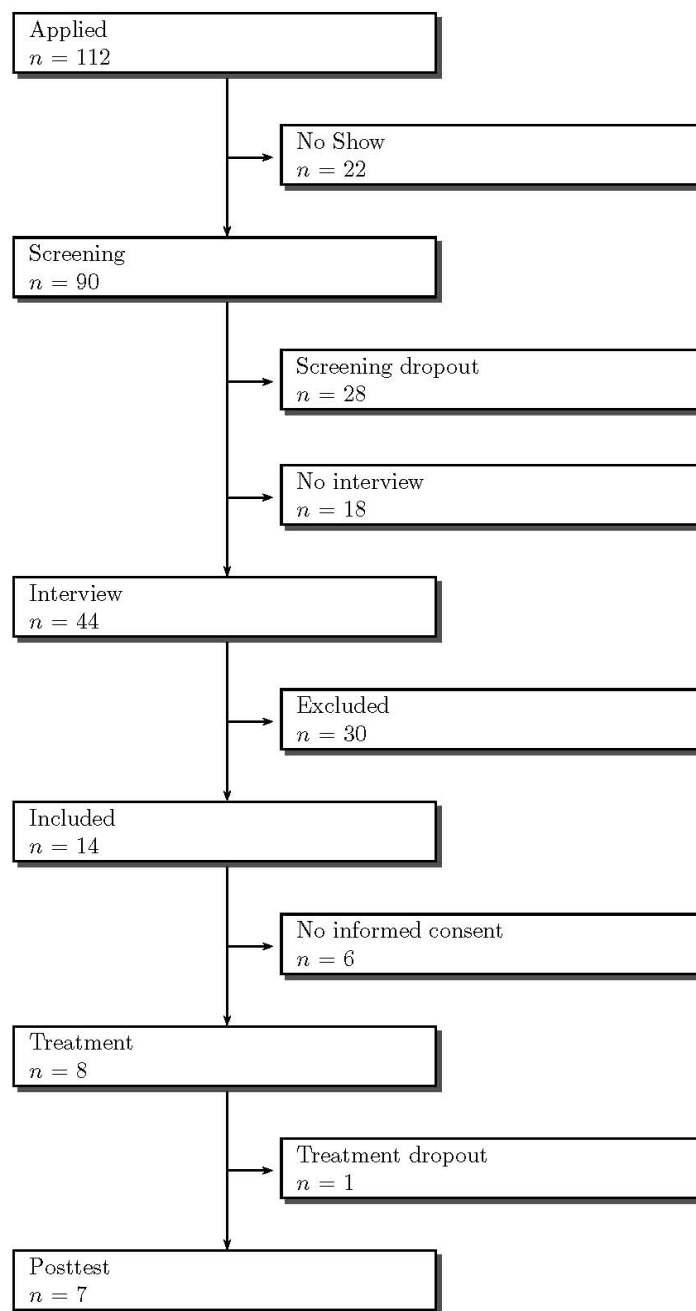 Applied
n = 112
No Show
n = 22
Screening
n = 90
Screening dropout
n = 28
No interview
n = 18
Interview
n = 44
Excluded
n = 30
Included
n = 14
No informed consent
n = 6
Treatment
n = 8
Treatment dropout
n = 1
Posttest
n = 7